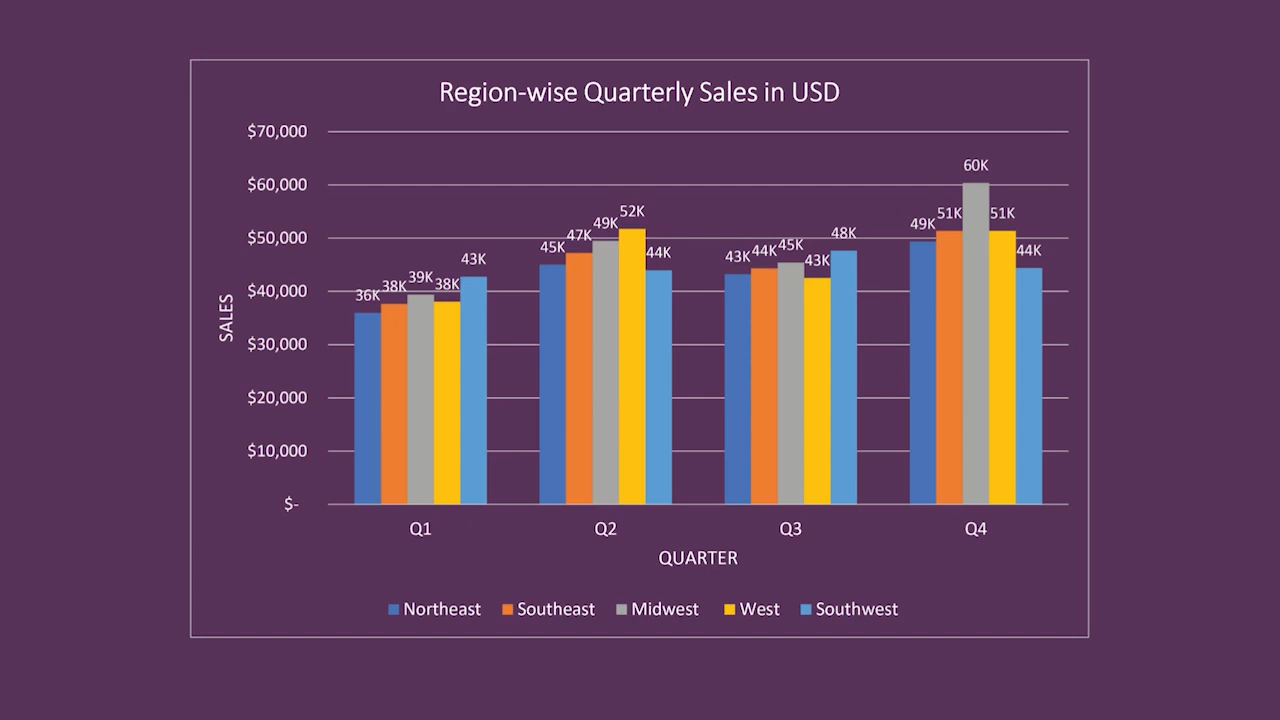 Region-wise Quarterly Sales in USD
$70,000
$60,000
$50,000
$40,000
$30,000
$20,000
$10,000
$-
SALES
36K 38K 39K 38K 43K
45K 47K 49K 52K 44K
43K 44K 45K 43K 48K
49K 51K 60K 51K 44K
Q1 Q2 Q3 Q4
QUARTER
Northeast Southeast Midwest West Southwest